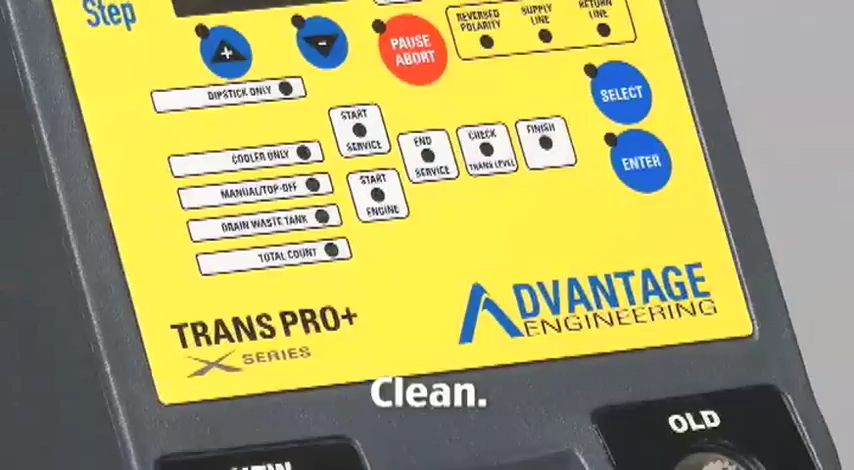 Step
+
-
PAUSE
ABORT
REVERSED
POLARITY
SUPPLY
LINE
RETURN
LINE
SELECT
ENTER
DIPSTICK ONLY
START
SERVICE
END
SERVICE
CHECK
TRANS LEVEL
FINISH
COOLER ONLY
MANUAL/TOP-OFF
START
ENGINE
DRAIN WASTE TANK
TOTAL COUNT
TRANS PRO+
X SERIES
ADVANTAGE
ENGINEERING
Clean.
OLD
NEW